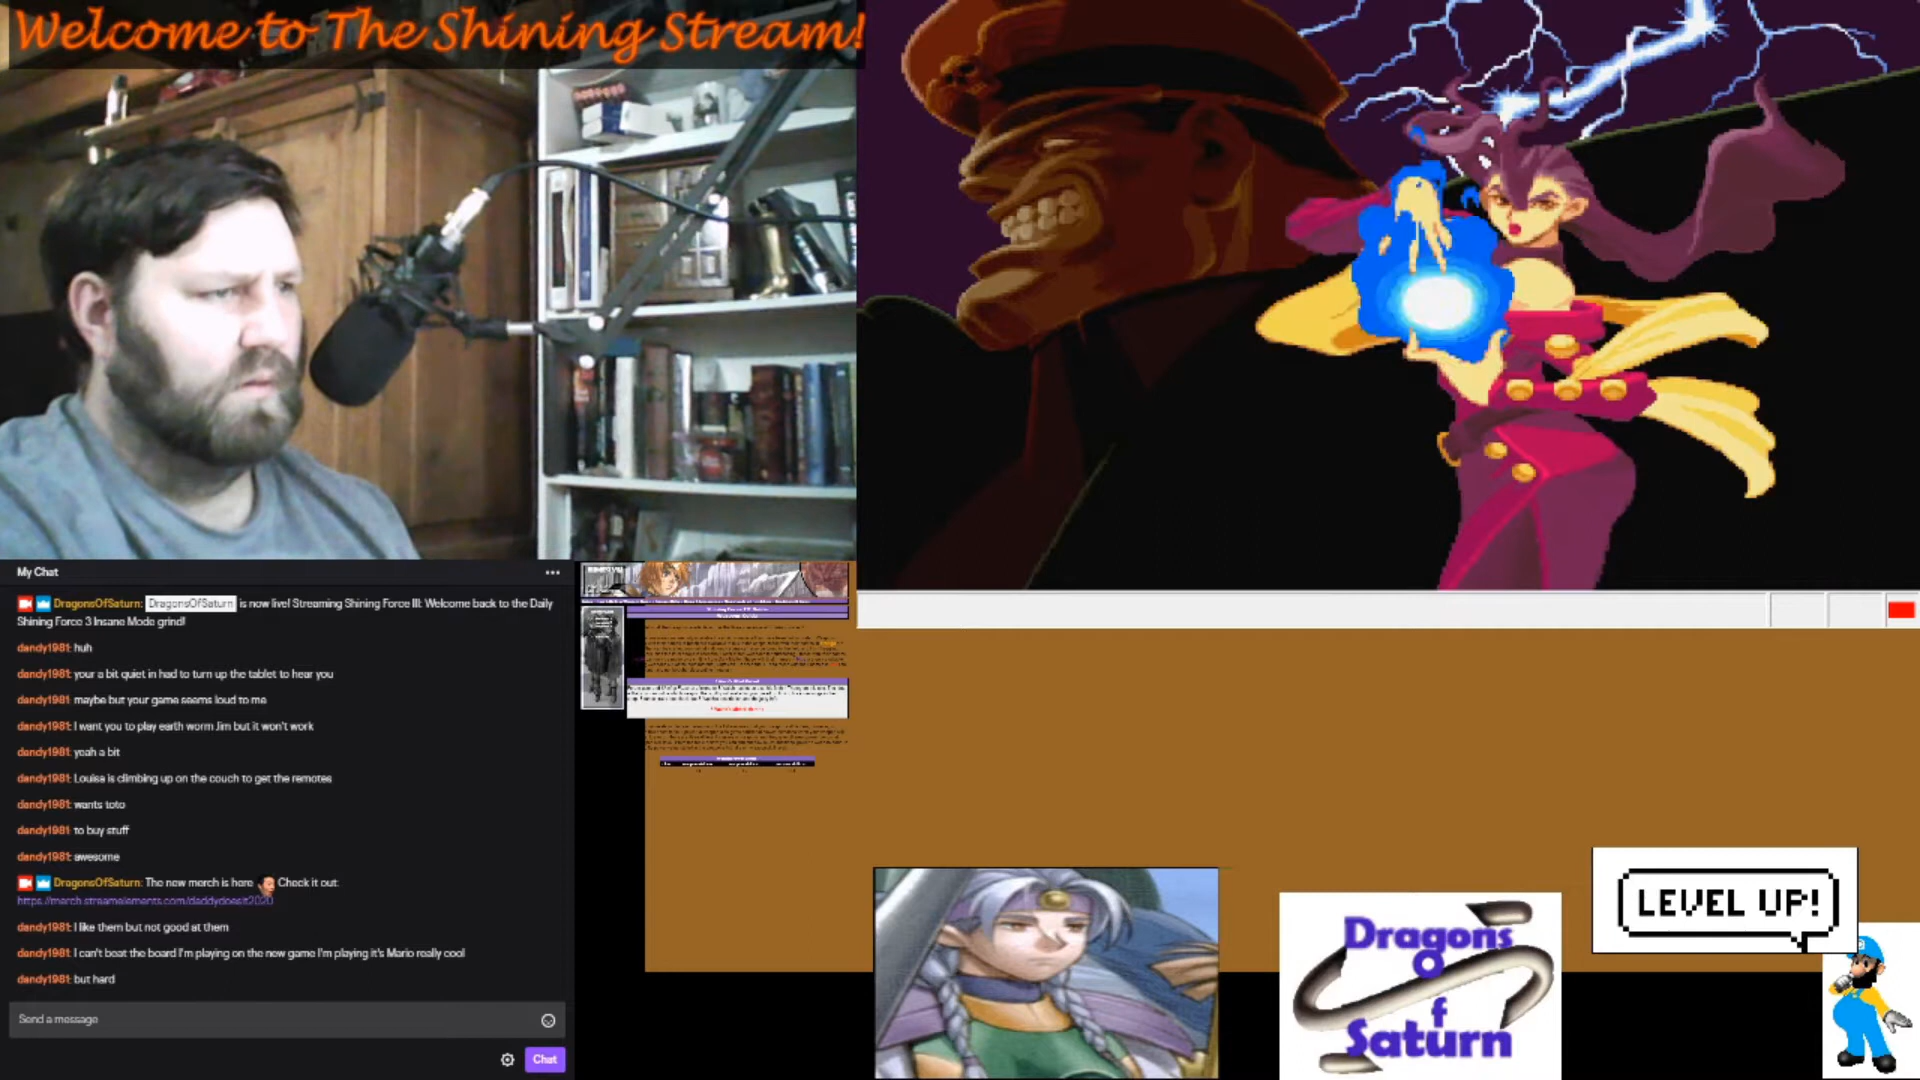 Welcome to The Shining Stream!
My Chat
DragonsOfSaturn: DragonsOfSaturn is now live! Streaming Shining Force III: Welcome back to the Daily
Shining Force 3 Insane Mode grind!
dandy1981: huh
dandy1981: your a bit quiet in had to turn up the tablet to hear you
dandy1981: maybe but your game seems loud to me
dandy1981: I want you to play earth worm Jim but it won't work
dandy1981: yeah a bit
dandy1981: Louisa is climbing up on the couch to get the remotes
dandy1981: wants toto
dandy1981: to buy stuff
dandy1981: awesome
DragonsOfSaturn: The new merch is here Check it out:
https://merch.streamelements.com/daddydoesit2020
dandy1981: I like them but not good at them
dandy1981: I can't beat the board I'm playing on the new game I'm playing it's Mario really cool
dandy1981: but hard
Send a message
Chat
Dragons
Of
Saturn
LEVEL UP!